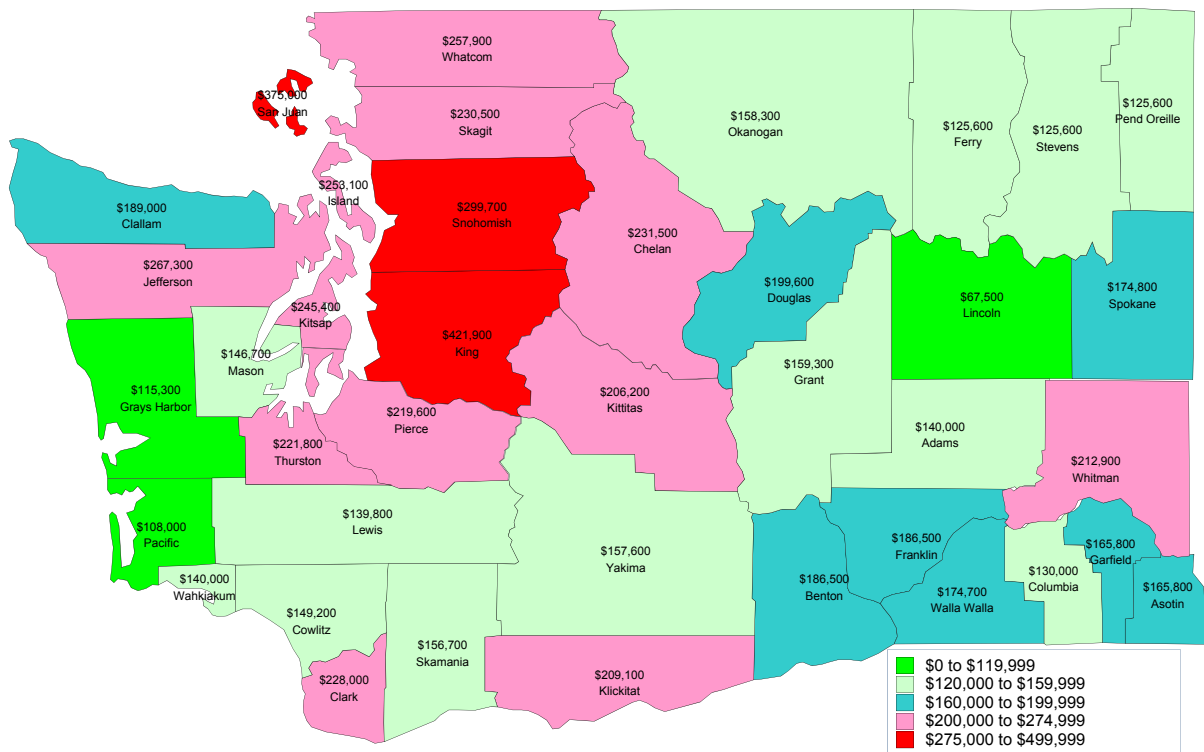 $257,900
Whatcom
$375,000
San Juan
$230,500
Skagit
$158,300
Okanogan
$125,600
Ferry
$125,600
Stevens
$125,600
Pend Oreille
$253,100
Island
$189,000
Clallam
$299,700
Snohomish
$231,500
Chelan
$267,300
Jefferson
$199,600
Douglas
$67,500
Lincoln
$174,800
Spokane
$245,400
Kitsap
$421,900
King
$146,700
Mason
$159,300
Grant
$115,300
Grays Harbor
$206,200
Kittitas
$219,600
Pierce
$140,000
Adams
$221,800
Thurston
$212,900
Whitman
$139,800
Lewis
$108,000
Pacific
$186,500
Franklin
$165,800
Garfield
$157,600
Yakima
$140,000
Wahkiakum
$186,500
Benton
$174,700
Walla Walla
$130,000
Columbia
$165,800
Asotin
$149,200
Cowlitz
$156,700
Skamania
$228,000
Clark
$209,100
Klickitat
$0 to $119,999
$120,000 to $159,999
$160,000 to $199,999
$200,000 to $274,999
$275,000 to $499,999